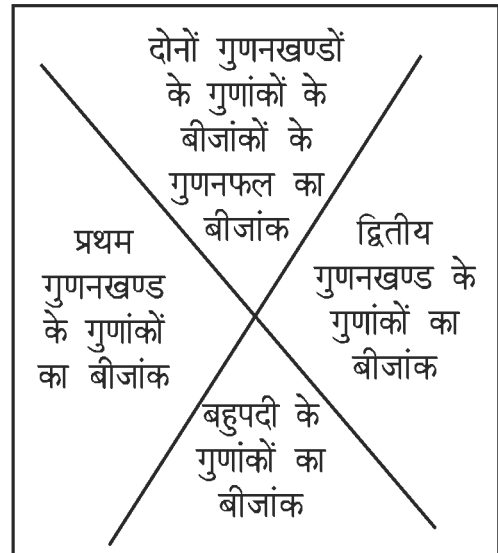 दोनों गुणनखण्डों
के गुणांकों के
बीजांकों के
गुणनफल का
बीजांक
प्रथम
गुणनखण्ड
के गुणांकों
का बीजांक
द्वितीय
गुणनखण्ड के
गुणांकों का
बीजांक
बहुपदी के
गुणांकों का
बीजांक